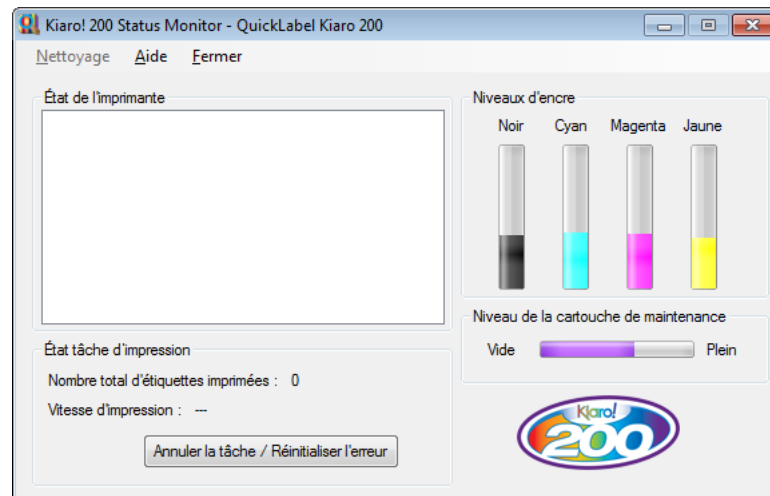 Kiaro! 200 Status Monitor - QuickLabel Kiaro 200
Nettoyage Aide Fermer
État de l'imprimante
Niveaux d'encre
Noir Cyan Magenta Jaune
Niveau de la cartouche de maintenance
Vide Plein
État tâche d'impression
Nombre total d'étiquettes imprimées : 0
Vitesse d'impression : ---
Annuler la tâche / Réinitialiser l'erreur
Kiaro!
200